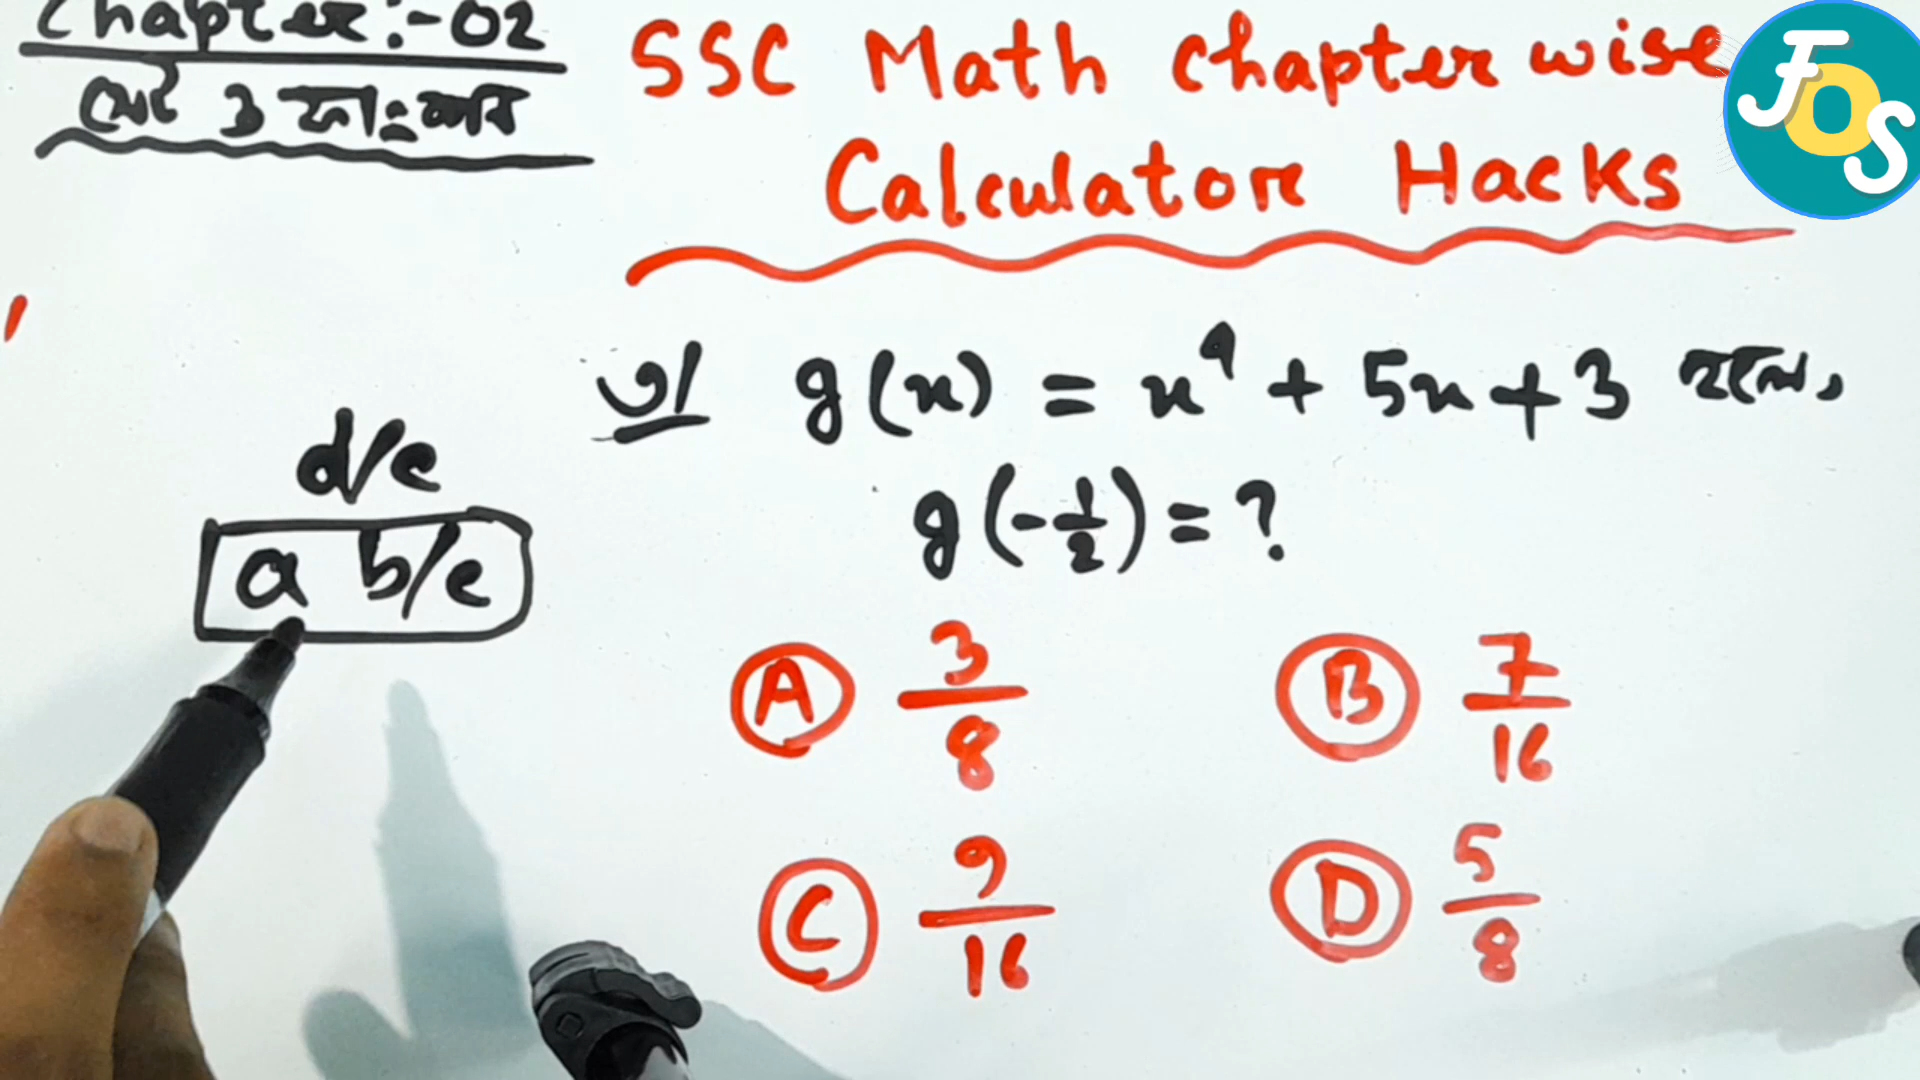 Chapter:-02
সেট ও ফাংশন
SSC Math Chapter wise
Calculator Hacks
FOS
৩। g(x) = x⁴ + 5x + 3 হলে,
g(-1/2) = ?
d/c
a b/c
A 3/8
B 7/16
C 9/16
D 5/8